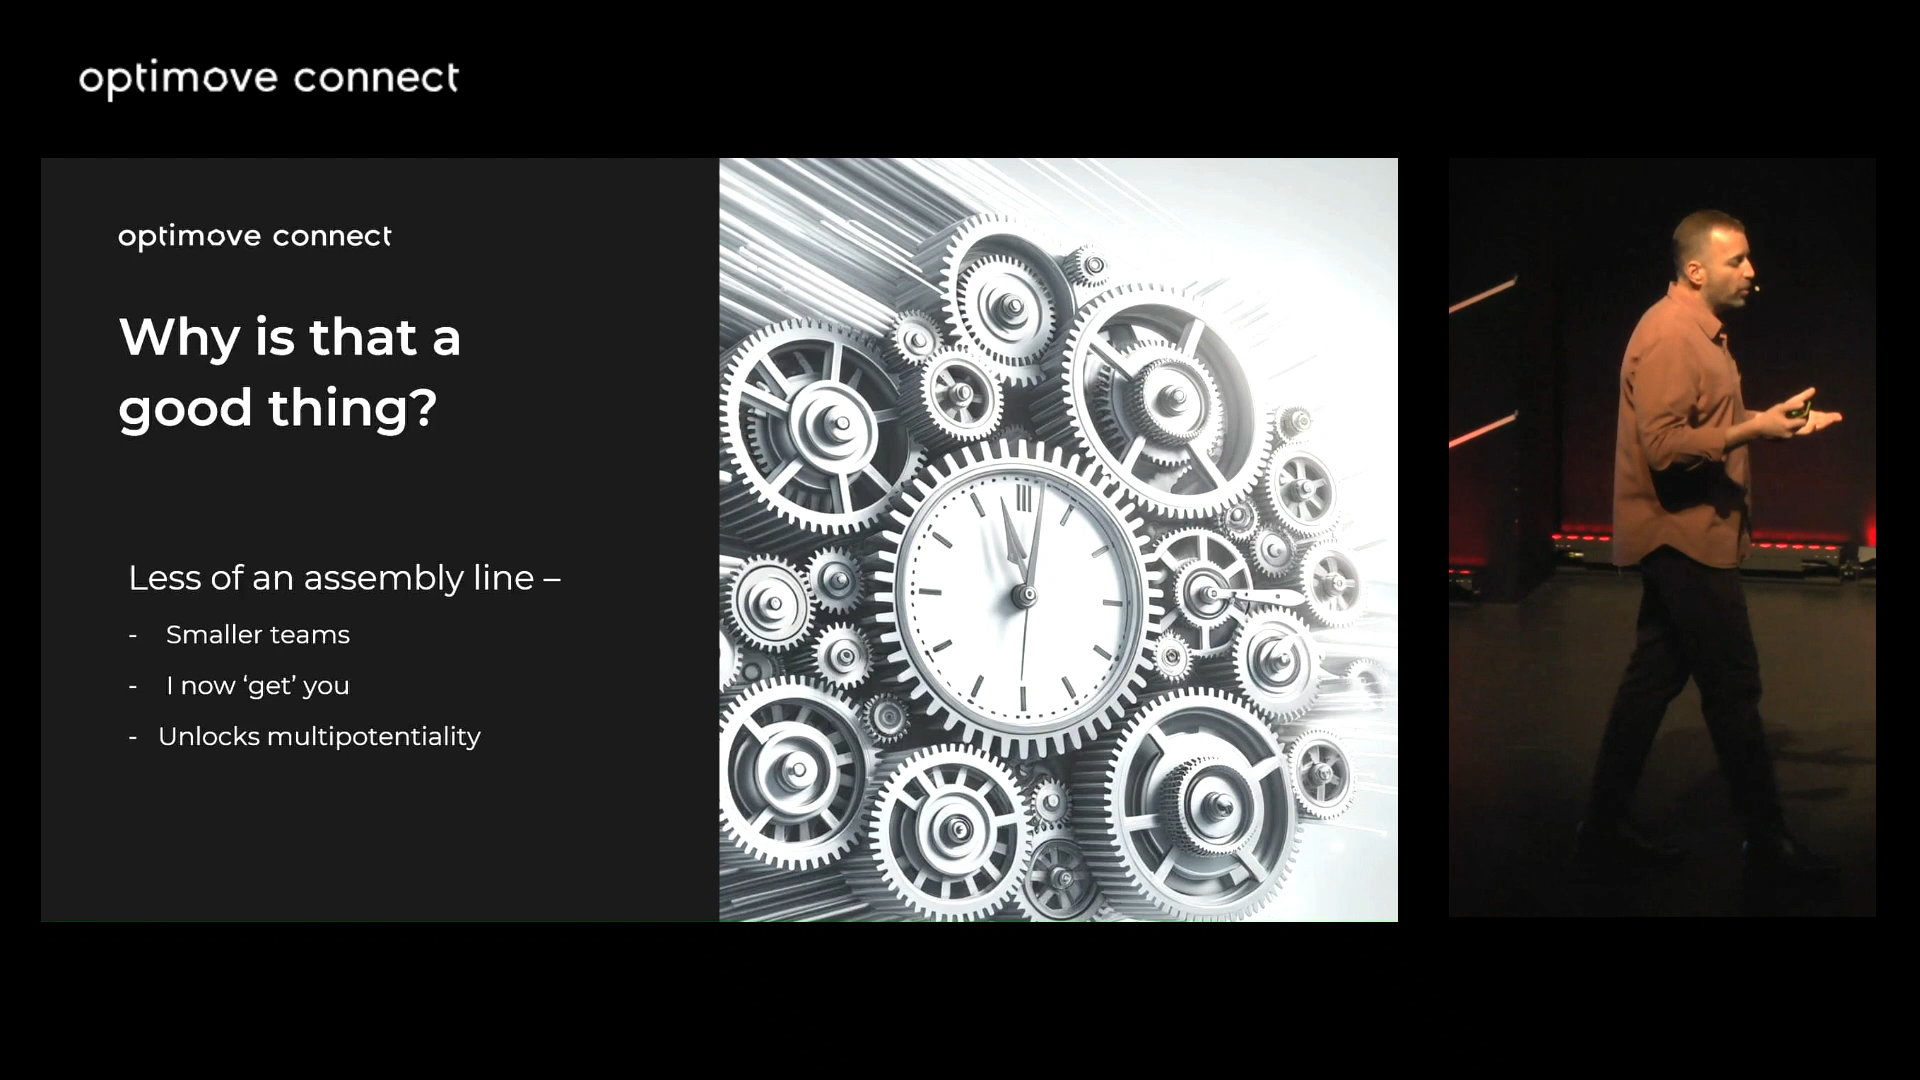 optimove connect
optimove connect
Why is that a
good thing?
Less of an assembly line –
- Smaller teams
- I now ‘get’ you
- Unlocks multipotentiality